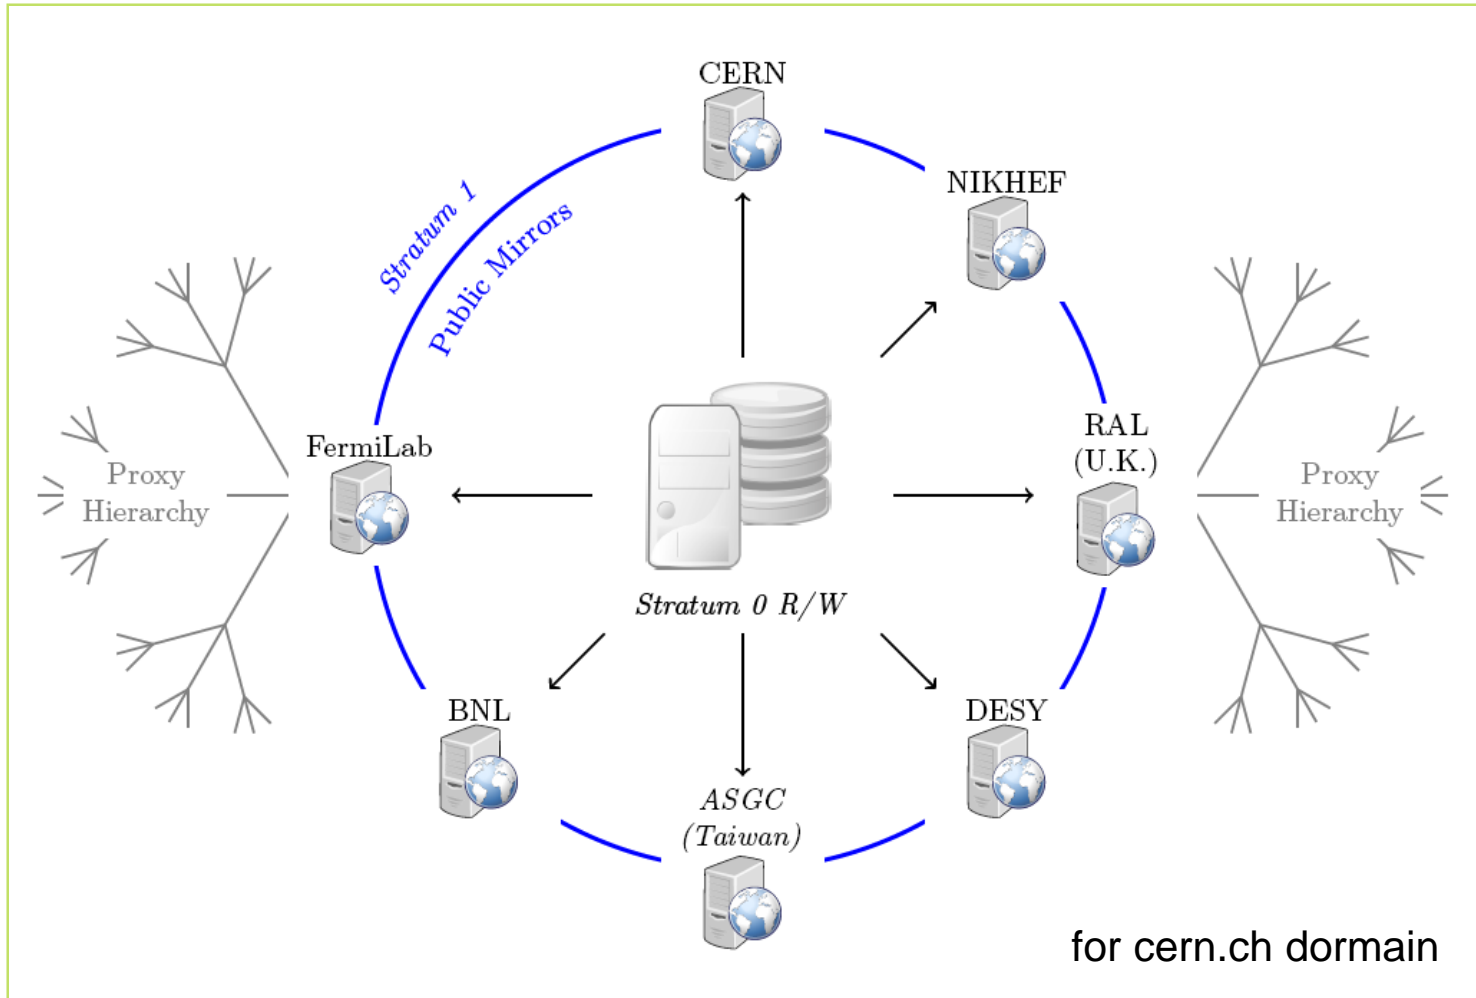 CERN
NIKHEF
Stratum 1
Public Mirrors
FermiLab
RAL
(U.K.)
Proxy
Hierarchy
Proxy
Hierarchy
Stratum 0 R/W
BNL
DESY
ASGC
(Taiwan)
for cern.ch dormain